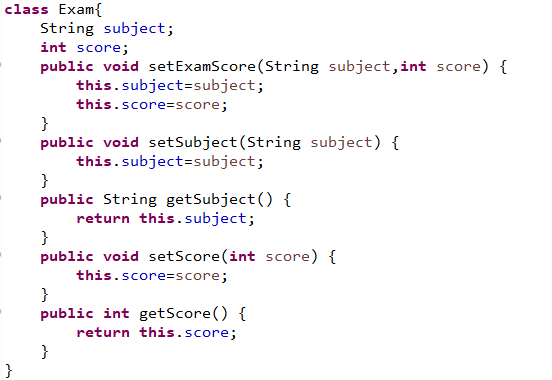 class Exam{
    String subject;
    int score;
    public void setExamScore(String subject,int score) {
        this.subject=subject;
        this.score=score;
    }
    public void setSubject(String subject) {
        this.subject=subject;
    }
    public String getSubject() {
        return this.subject;
    }
    public void setScore(int score) {
        this.score=score;
    }
    public int getScore() {
        return this.score;
    }
}